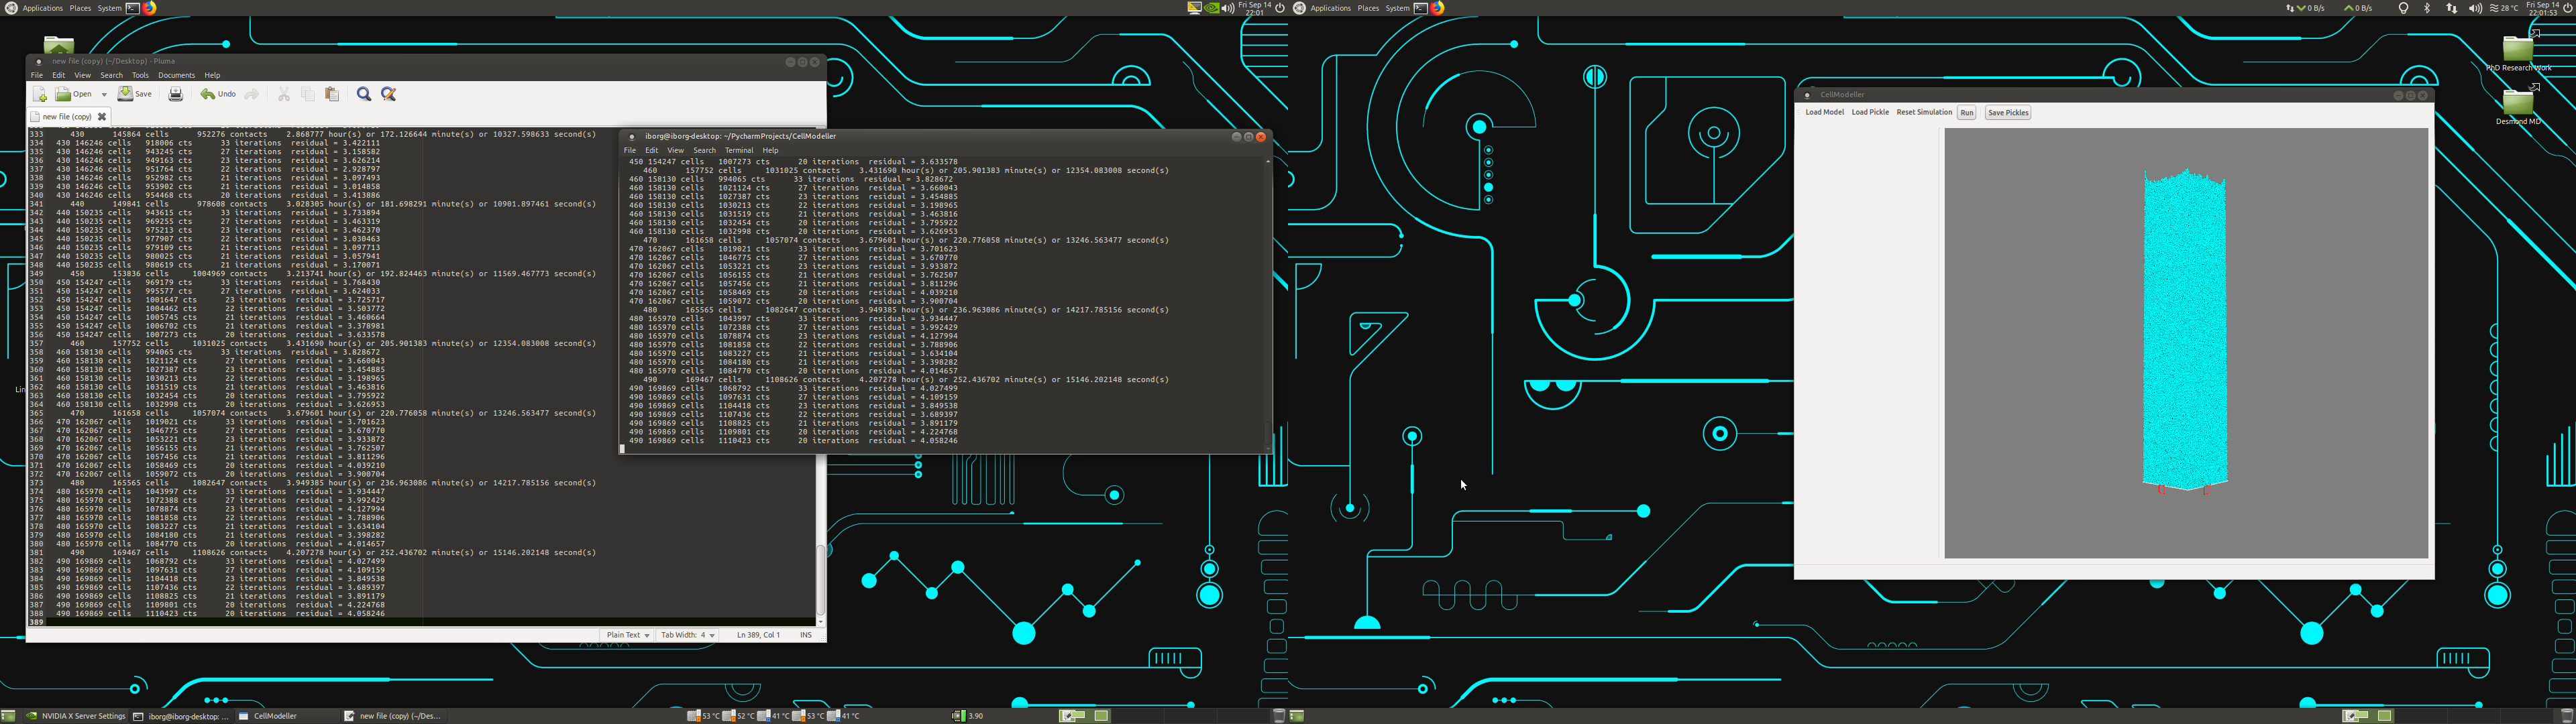 Applications Places System
Fri Sep 14
22:01
Applications Places System
0 B/s 0 B/s 28 °C
Fri Sep 14
22:01:53
new file (copy) (~/Desktop) - Pluma
File Edit View Search Tools Documents Help
Open Save Undo
new file (copy)
333 430 145864 cells 952276 contacts 2.868777 hour(s) or 172.126644 minute(s) or 10327.598633 second(s)
334 430 146246 cells 918006 cts 33 iterations residual = 3.422111
335 430 146246 cells 943245 cts 27 iterations residual = 3.158582
336 430 146246 cells 949163 cts 23 iterations residual = 3.626214
337 430 146246 cells 951764 cts 22 iterations residual = 2.928797
338 430 146246 cells 952982 cts 21 iterations residual = 3.097493
339 430 146246 cells 953902 cts 21 iterations residual = 3.014858
340 430 146246 cells 954468 cts 20 iterations residual = 3.413886
341 440 149841 cells 978608 contacts 3.028305 hour(s) or 181.698291 minute(s) or 10901.897461 second(s)
342 440 150235 cells 943615 cts 33 iterations residual = 3.733894
343 440 150235 cells 969255 cts 27 iterations residual = 3.463319
344 440 150235 cells 975213 cts 23 iterations residual = 3.462370
345 440 150235 cells 977907 cts 22 iterations residual = 3.030463
346 440 150235 cells 979109 cts 21 iterations residual = 3.097713
347 440 150235 cells 980025 cts 21 iterations residual = 3.057941
348 440 150235 cells 980619 cts 21 iterations residual = 3.170071
349 450 153836 cells 1004969 contacts 3.213741 hour(s) or 192.824463 minute(s) or 11569.467773 second(s)
350 450 154247 cells 969179 cts 33 iterations residual = 3.768430
351 450 154247 cells 995577 cts 27 iterations residual = 3.624033
352 450 154247 cells 1001647 cts 23 iterations residual = 3.725717
353 450 154247 cells 1004462 cts 22 iterations residual = 3.503772
354 450 154247 cells 1005745 cts 21 iterations residual = 3.460664
355 450 154247 cells 1006702 cts 21 iterations residual = 3.378981
356 450 154247 cells 1007273 cts 20 iterations residual = 3.633578
357 460 157752 cells 1031025 contacts 3.431690 hour(s) or 205.901383 minute(s) or 12354.083008 second(s)
358 460 158130 cells 994065 cts 33 iterations residual = 3.828672
359 460 158130 cells 1021124 cts 27 iterations residual = 3.660043
360 460 158130 cells 1027387 cts 23 iterations residual = 3.454885
361 460 158130 cells 1030213 cts 22 iterations residual = 3.198965
362 460 158130 cells 1031519 cts 21 iterations residual = 3.463816
363 460 158130 cells 1032454 cts 20 iterations residual = 3.795922
364 460 158130 cells 1032998 cts 20 iterations residual = 3.626953
365 470 161658 cells 1057074 contacts 3.679601 hour(s) or 220.776058 minute(s) or 13246.563477 second(s)
366 470 162067 cells 1019021 cts 33 iterations residual = 3.701623
367 470 162067 cells 1046775 cts 27 iterations residual = 3.670770
368 470 162067 cells 1053221 cts 23 iterations residual = 3.933872
369 470 162067 cells 1056155 cts 21 iterations residual = 3.762507
370 470 162067 cells 1057456 cts 21 iterations residual = 3.811296
371 470 162067 cells 1058469 cts 20 iterations residual = 4.039210
372 470 162067 cells 1059072 cts 20 iterations residual = 3.900704
373 480 165565 cells 1082647 contacts 3.949385 hour(s) or 236.963086 minute(s) or 14217.785156 second(s)
374 480 165970 cells 1043997 cts 33 iterations residual = 3.934447
375 480 165970 cells 1072388 cts 27 iterations residual = 3.992429
376 480 165970 cells 1078874 cts 23 iterations residual = 4.127994
377 480 165970 cells 1081858 cts 22 iterations residual = 3.788906
378 480 165970 cells 1083227 cts 21 iterations residual = 3.634104
379 480 165970 cells 1084180 cts 21 iterations residual = 3.398282
380 480 165970 cells 1084770 cts 20 iterations residual = 4.014657
381 490 169467 cells 1108626 contacts 4.207278 hour(s) or 252.436702 minute(s) or 15146.202148 second(s)
382 490 169869 cells 1068792 cts 33 iterations residual = 4.027499
383 490 169869 cells 1097631 cts 27 iterations residual = 4.109159
384 490 169869 cells 1104418 cts 23 iterations residual = 3.849538
385 490 169869 cells 1107436 cts 22 iterations residual = 3.689397
386 490 169869 cells 1108825 cts 21 iterations residual = 3.891179
387 490 169869 cells 1109801 cts 20 iterations residual = 4.224768
388 490 169869 cells 1110423 cts 20 iterations residual = 4.058246
389
Plain Text Tab Width: 4 Ln 389, Col 1 INS
iborg@iborg-desktop: ~/PycharmProjects/CellModeller
File Edit View Search Terminal Help
450 154247 cells 1007273 cts 20 iterations residual = 3.633578
460 157752 cells 1031025 contacts 3.431690 hour(s) or 205.901383 minute(s) or 12354.083008 second(s)
460 158130 cells 994065 cts 33 iterations residual = 3.828672
460 158130 cells 1021124 cts 27 iterations residual = 3.660043
460 158130 cells 1027387 cts 23 iterations residual = 3.454885
460 158130 cells 1030213 cts 22 iterations residual = 3.198965
460 158130 cells 1031519 cts 21 iterations residual = 3.463816
460 158130 cells 1032454 cts 20 iterations residual = 3.795922
460 158130 cells 1032998 cts 20 iterations residual = 3.626953
470 161658 cells 1057074 contacts 3.679601 hour(s) or 220.776058 minute(s) or 13246.563477 second(s)
470 162067 cells 1019021 cts 33 iterations residual = 3.701623
470 162067 cells 1046775 cts 27 iterations residual = 3.670770
470 162067 cells 1053221 cts 23 iterations residual = 3.933872
470 162067 cells 1056155 cts 21 iterations residual = 3.762507
470 162067 cells 1057456 cts 21 iterations residual = 3.811296
470 162067 cells 1058469 cts 20 iterations residual = 4.039210
470 162067 cells 1059072 cts 20 iterations residual = 3.900704
480 165565 cells 1082647 contacts 3.949385 hour(s) or 236.963086 minute(s) or 14217.785156 second(s)
480 165970 cells 1043997 cts 33 iterations residual = 3.934447
480 165970 cells 1072388 cts 27 iterations residual = 3.992429
480 165970 cells 1078874 cts 23 iterations residual = 4.127994
480 165970 cells 1081858 cts 22 iterations residual = 3.788906
480 165970 cells 1083227 cts 21 iterations residual = 3.634104
480 165970 cells 1084180 cts 21 iterations residual = 3.398282
480 165970 cells 1084770 cts 20 iterations residual = 4.014657
490 169467 cells 1108626 contacts 4.207278 hour(s) or 252.436702 minute(s) or 15146.202148 second(s)
490 169869 cells 1068792 cts 33 iterations residual = 4.027499
490 169869 cells 1097631 cts 27 iterations residual = 4.109159
490 169869 cells 1104418 cts 23 iterations residual = 3.849538
490 169869 cells 1107436 cts 22 iterations residual = 3.689397
490 169869 cells 1108825 cts 21 iterations residual = 3.891179
490 169869 cells 1109801 cts 20 iterations residual = 4.224768
490 169869 cells 1110423 cts 20 iterations residual = 4.058246
CellModeller
Load Model Load Pickle Reset Simulation Run Save Pickles
PhD Research Work
Desmond MD
Lin
NVIDIA X Server Settings iborg@iborg-desktop: ... CellModeller new file (copy) (~/Des...
53 °C 52 °C 41 °C 53 °C 41 °C 3.90